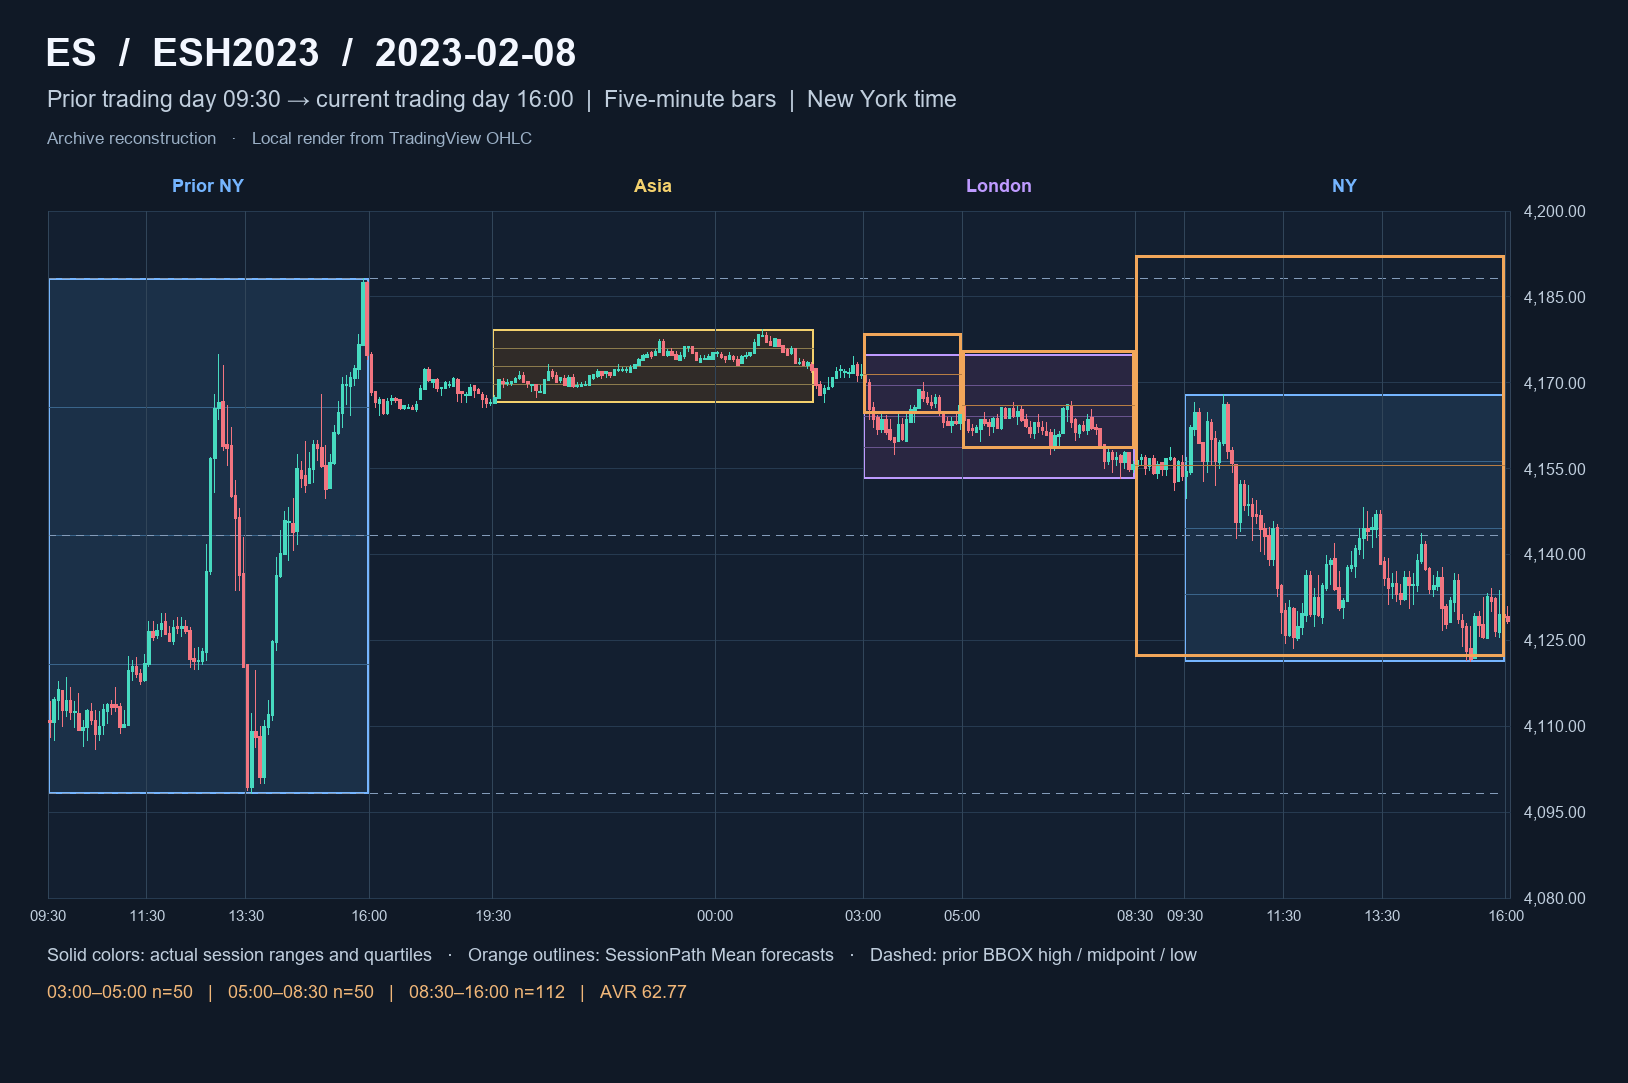 ES / ESH2023 / 2023-02-08
Prior trading day 09:30 → current trading day 16:00 | Five-minute bars | New York time
Archive reconstruction · Local render from TradingView OHLC
Prior NY Asia London NY
4,200.00
4,185.00
4,170.00
4,155.00
4,140.00
4,125.00
4,110.00
4,095.00
4,080.00
09:30 11:30 13:30 16:00 19:30 00:00 03:00 05:00 08:30 09:30 11:30 13:30 16:00
Solid colors: actual session ranges and quartiles · Orange outlines: SessionPath Mean forecasts · Dashed: prior BBOX high / midpoint / low
03:00–05:00 n=50 | 05:00–08:30 n=50 | 08:30–16:00 n=112 | AVR 62.77